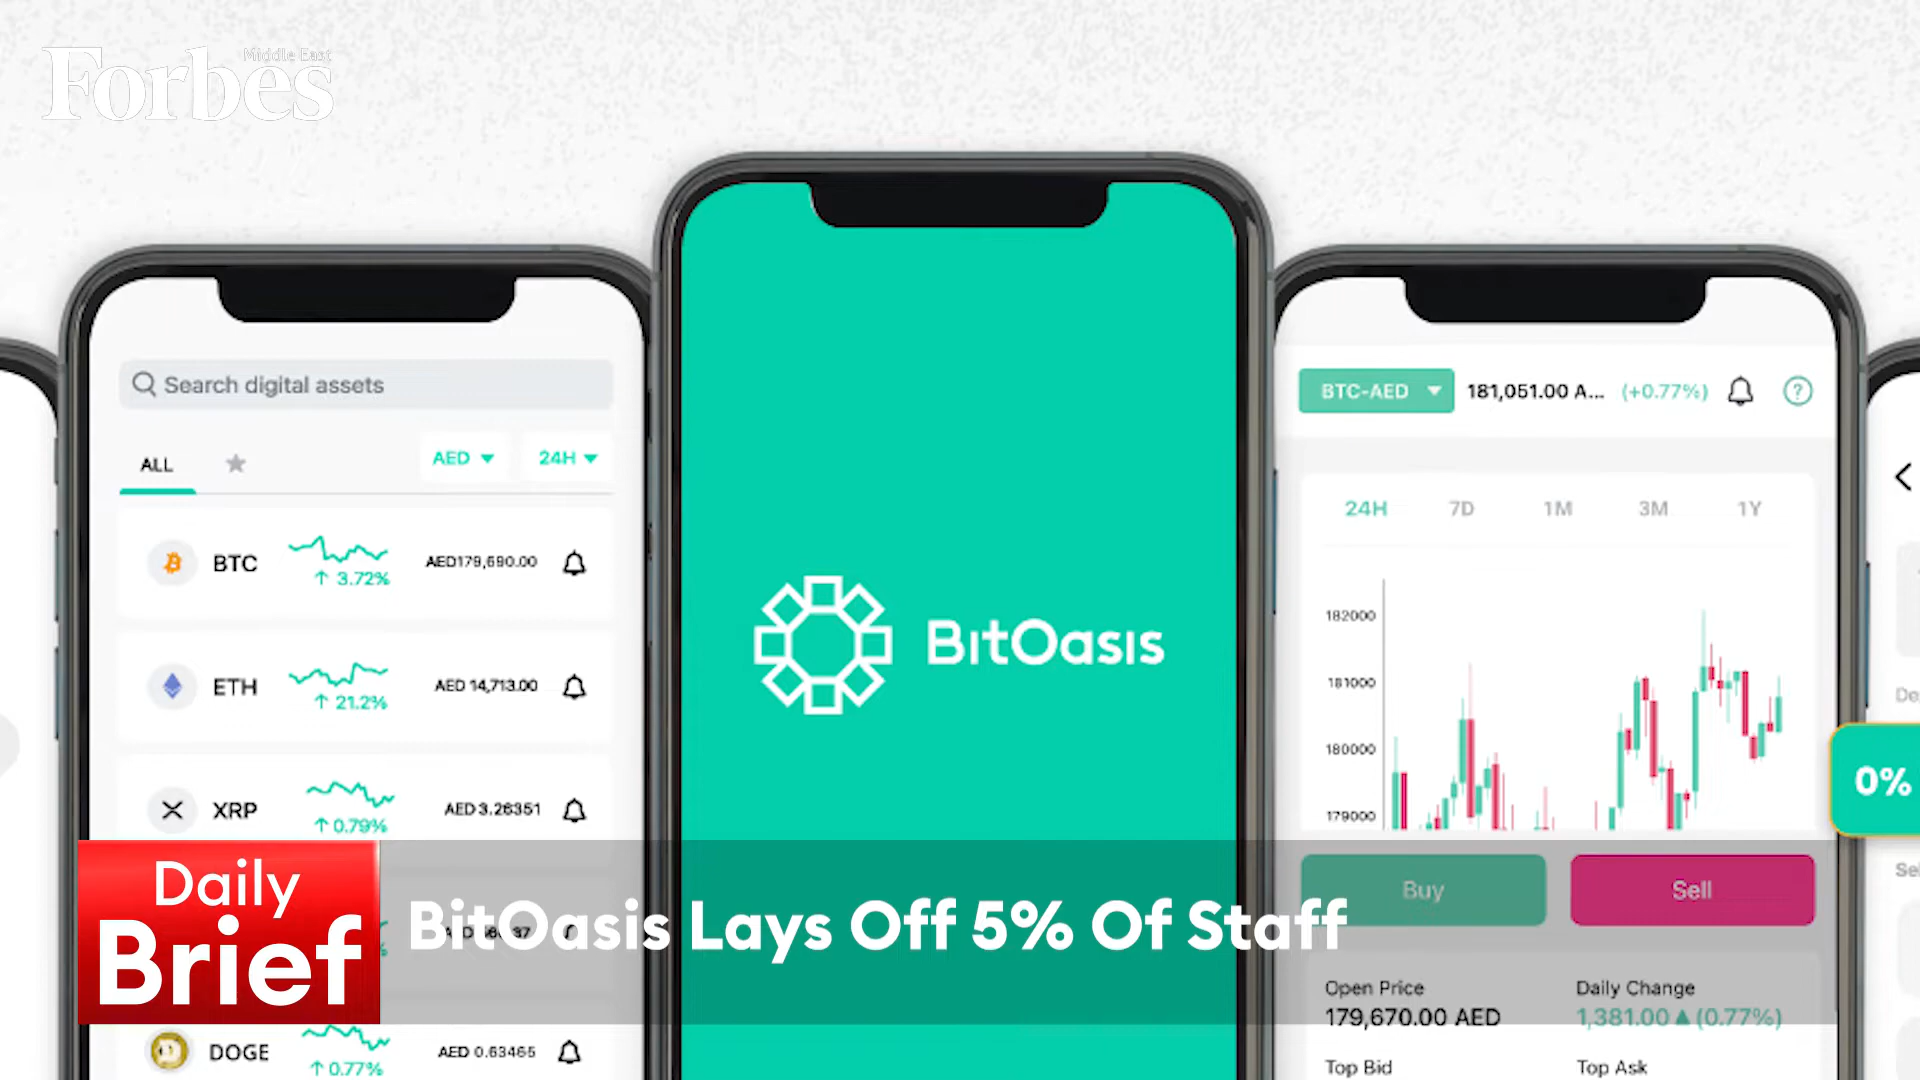 Forbes
Middle East
Search digital assets
ALL
AED
24H
BTC
3.72%
AED179,690.00
ETH
21.2%
AED 14,713.00
XRP
0.79%
AED 3.26351
DOGE
0.77%
AED 0.63465
BitOasis
BTC-AED
181,051.00 A...
(+0.77%)
?
24H 7D 1M 3M 1Y
182000
181000
180000
179000
Buy
Sell
Open Price
179,670.00 AED
Daily Change
1,381.00 ▲ (0.77%)
Top Bid
Top Ask
0%
Daily
Brief
BitOasis Lays Off 5% Of Staff